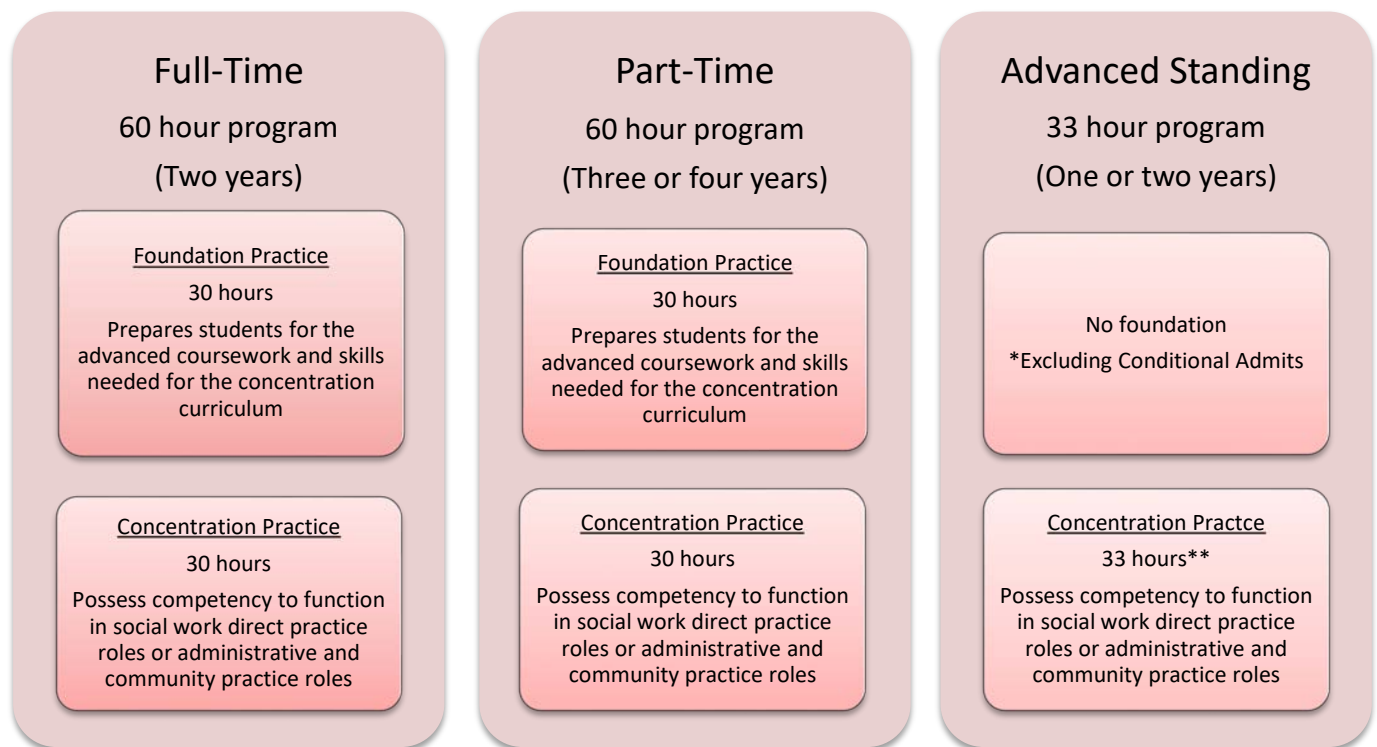 Full-Time
60 hour program
(Two years)
Foundation Practice
30 hours
Prepares students for the
advanced coursework and skills
needed for the concentration
curriculum
Concentration Practice
30 hours
Possess competency to function
in social work direct practice
roles or administrative and
community practice roles
Part-Time
60 hour program
(Three or four years)
Foundation Practice
30 hours
Prepares students for the
advanced coursework and skills
needed for the concentration
curriculum
Concentration Practice
30 hours
Possess competency to function
in social work direct practice
roles or administrative and
community practice roles
Advanced Standing
33 hour program
(One or two years)
No foundation
*Excluding Conditional Admits
Concentration Practce
33 hours**
Possess competency to function
in social work direct practice
roles or administrative and
community practice roles